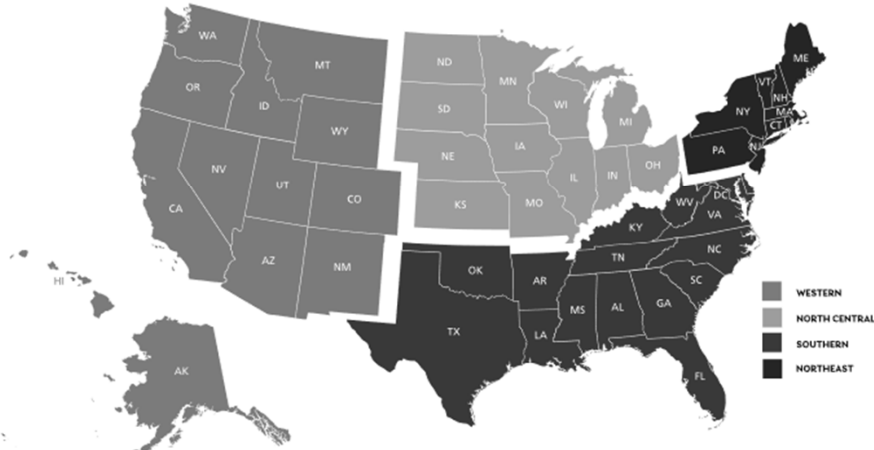 WA
MT
ND
MN
ME
VT
NH
OR
ID
SD
WI
MI
NY
MA
CT
WY
NE
IA
PA
NJ
NV
UT
CO
IL
IN
OH
CA
KS
MO
WV
DC
VA
KY
AZ
NM
OK
AR
TN
NC
SC
HI
TX
MS
AL
GA
LA
AK
FL
WESTERN
NORTH CENTRAL
SOUTHERN
NORTHEAST